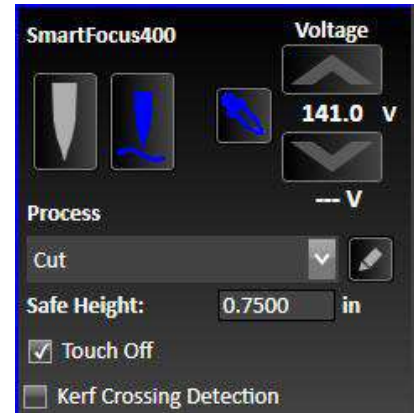 SmartFocus400
Voltage
141.0 V
--- V
Process
Cut
Safe Height: 0.7500 in
Touch Off
Kerf Crossing Detection